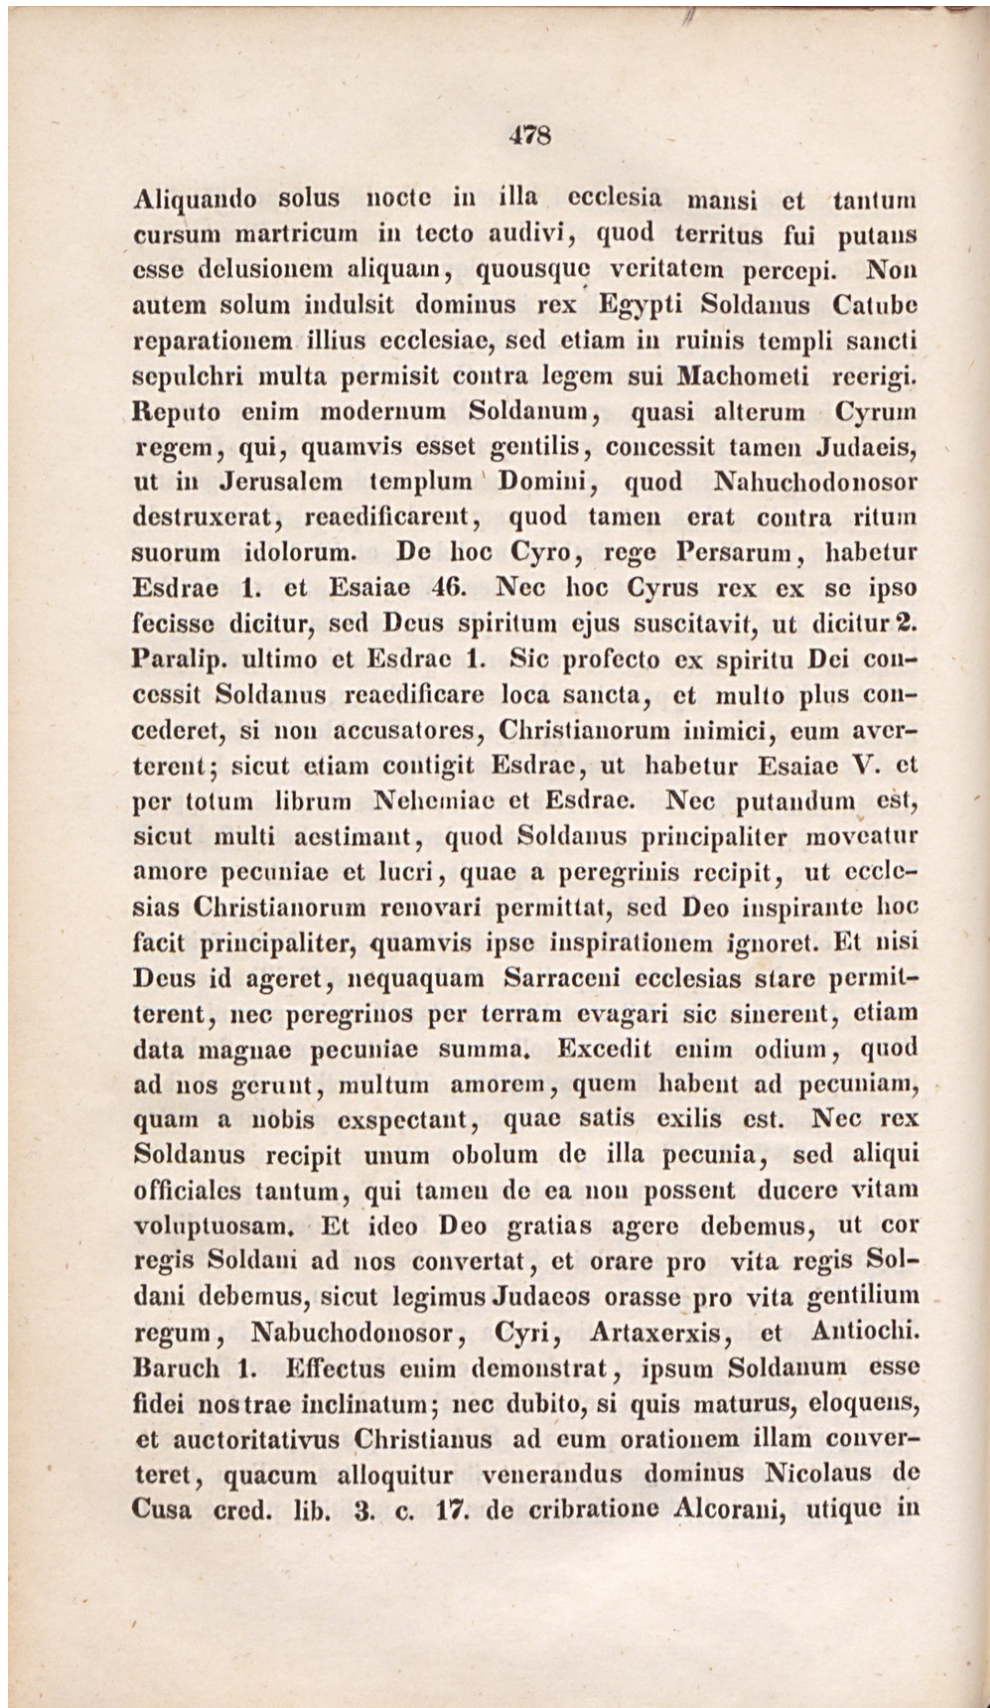 478
Aliquando solus nocte in illa ecclesia mansi et tantum
cursum martricum in tecto audivi, quod territus fui putans
esse delusionem aliquam, quousque veritatem percepi. Non
autem solum indulsit dominus rex Egypti Soldanus Catube
reparationem illius ecclesiae, sed etiam in ruinis templi sancti
sepulchri multa permisit contra legem sui Machometi reerigi.
Reputo enim modernum Soldanum, quasi alterum Cyrum
regem, qui, quamvis esset gentilis, concessit tamen Judaeis,
ut in Jerusalem templum Domini, quod Nahuchodonosor
destruxerat, reaedificarent, quod tamen erat contra ritum
suorum idolorum. De hoc Cyro, rege Persarum, habetur
Esdrae 1. et Esaiae 46. Nec hoc Cyrus rex ex se ipso
fecisse dicitur, sed Deus spiritum ejus suscitavit, ut dicitur 2.
Paralip. ultimo et Esdrae 1. Sic profecto ex spiritu Dei con-
cessit Soldanus reaedificare loca sancta, et multo plus con-
cederet, si non accusatores, Christianorum inimici, eum aver-
terent; sicut etiam contigit Esdrae, ut habetur Esaiae V. et
per totum librum Nehemiae et Esdrae. Nec putandum est,
sicut multi aestimant, quod Soldanus principaliter moveatur
amore pecuniae et lucri, quae a peregrinis recipit, ut eccle-
sias Christianorum renovari permittat, sed Deo inspirante hoc
facit principaliter, quamvis ipse inspirationem ignoret. Et nisi
Deus id ageret, nequaquam Sarraceni ecclesias stare permit-
terent, nec peregrinos per terram evagari sic sinerent, etiam
data magnae pecuniae summa. Excedit enim odium, quod
ad nos gerunt, multum amorem, quem habent ad pecuniam,
quam a nobis exspectant, quae satis exilis est. Nec rex
Soldanus recipit unum obolum de illa pecunia, sed aliqui
officiales tantum, qui tamen de ea non possent ducere vitam
voluptuosam. Et ideo Deo gratias agere debemus, ut cor
regis Soldani ad nos convertat, et orare pro vita regis Sol-
dani debemus, sicut legimus Judaeos orasse pro vita gentilium
regum, Nabuchodonosor, Cyri, Artaxerxis, et Antiochi.
Baruch 1. Effectus enim demonstrat, ipsum Soldanum esse
fidei nostrae inclinatum; nec dubito, si quis maturus, eloquens,
et auctoritativus Christianus ad eum orationem illam conver-
teret, quacum alloquitur venerandus dominus Nicolaus de
Cusa cred. lib. 3. c. 17. de cribratione Alcorani, utique in